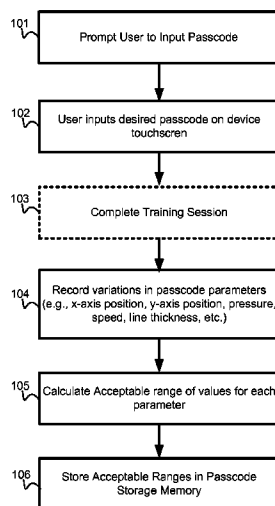 101
Prompt User to Input Passcode
102
User inputs desired passcode on device
touchscren
103
Complete Training Session
104
Record variations in passcode parameters
(e.g., x-axis position, y-axis position, pressure,
speed, line thickness, etc.)
105
Calculate Acceptable range of values for each
parameter
106
Store Acceptable Ranges in Passcode
Storage Memory